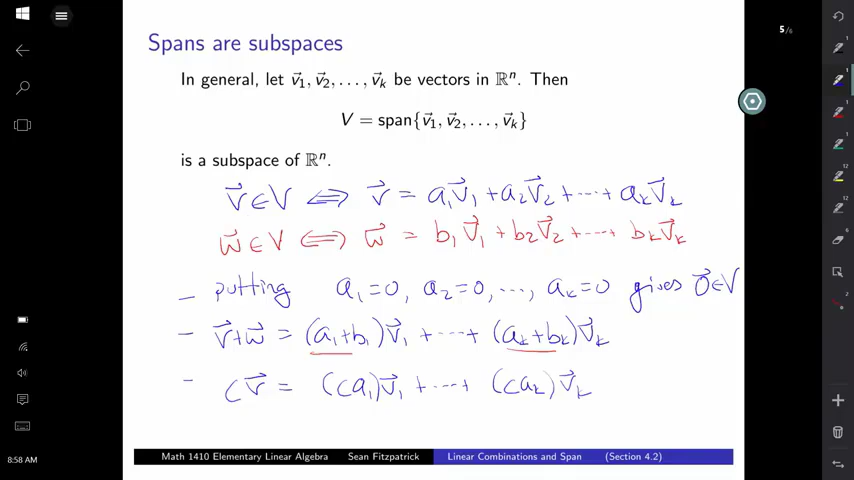 5/6
Spans are subspaces
In general, let v⃗₁, v⃗₂, . . . , v⃗ₖ be vectors in ℝⁿ. Then
V = span{v⃗₁, v⃗₂, . . . , v⃗ₖ}
is a subspace of ℝⁿ.
v⃗ ∈ V ⟺ v⃗ = a₁v⃗₁ + a₂v⃗₂ + ... + aₖv⃗ₖ
w⃗ ∈ V ⟺ w⃗ = b₁v⃗₁ + b₂v⃗₂ + ... + bₖv⃗ₖ
- putting a₁=0, a₂=0, ..., aₖ=0 gives 0⃗ ∈ V
- v⃗+w⃗ = (a₁+b₁)v⃗₁ + ... + (aₖ+bₖ)v⃗ₖ
- cv⃗ = (ca₁)v⃗₁ + ... + (caₖ)v⃗ₖ
Math 1410 Elementary Linear Algebra Sean Fitzpatrick Linear Combinations and Span (Section 4.2)
8:58 AM